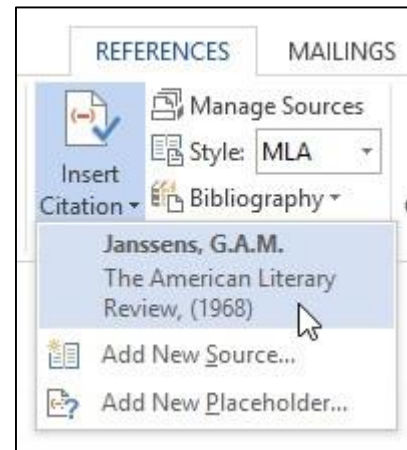 REFERENCES MAILINGS
Manage Sources
Style: MLA
Insert
Citation
Bibliography
Janssens, G.A.M.
The American Literary
Review, (1968)
Add New Source...
Add New Placeholder...